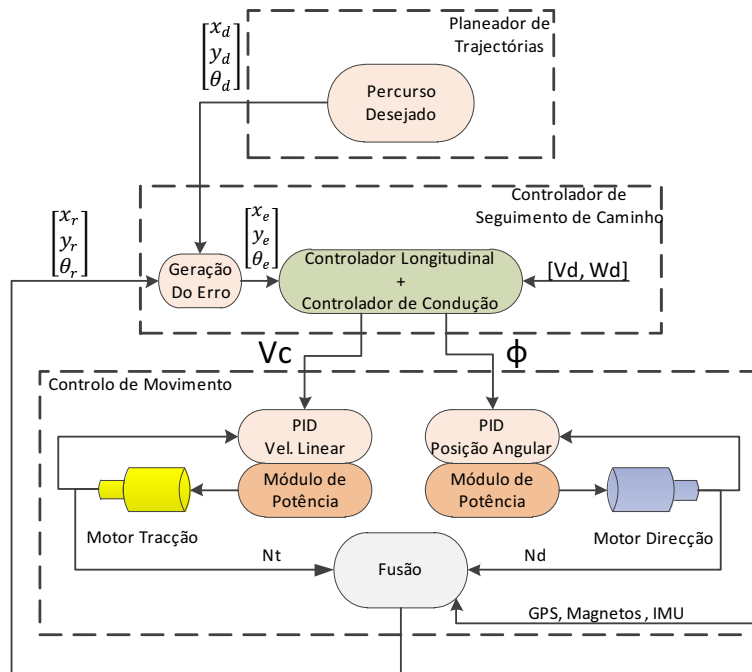 Planeador de
Trajectórias
[x_d
y_d
θ_d]
Percurso
Desejado
Controlador de
Seguimento de Caminho
[x_r
y_r
θ_r]
[x_e
y_e
θ_e]
Geração
Do Erro
Controlador Longitudinal
+
Controlador de Condução
[Vd, Wd]
Vc
ϕ
Controlo de Movimento
PID
Vel. Linear
Módulo de
Potência
PID
Posição Angular
Módulo de
Potência
Motor Tracção
Motor Direcção
Nt
Fusão
Nd
GPS, Magnetos , IMU